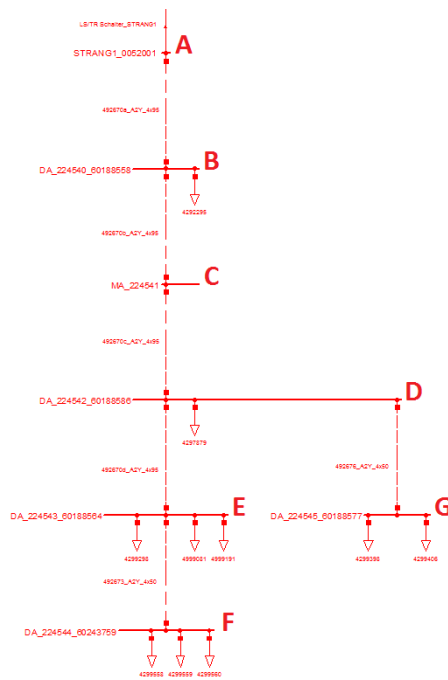 LS/TR Schalter_STRANG1
A
STRANG1_0052001
492670a_A2Y_4x95
B
DA_224540_60188558
4292296
492670b_A2Y_4x95
C
MA_224541
492670c_A2Y_4x95
D
DA_224542_60188586
4297879
492670d_A2Y_4x95
492676_A2Y_4x50
E
G
DA_224543_60188564
DA_224545_60188577
4299298
4999081
4999191
4299398
4299406
492673_A2Y_4x50
F
DA_224544_60243759
4299558
4299559
4299560